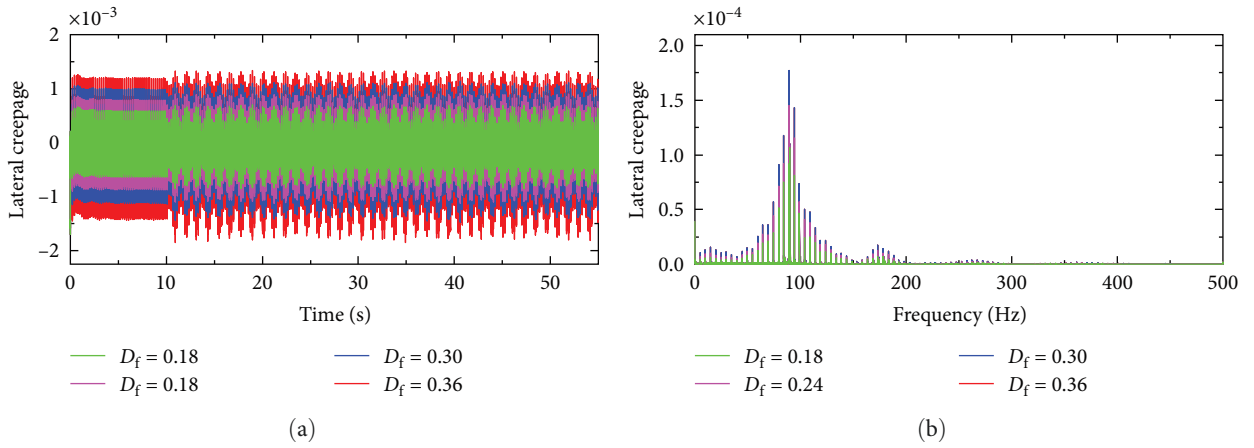 ×10⁻³
2
1
0
−1
−2
Lateral creepage
0 10 20 30 40 50
Time (s)
D_f = 0.18 D_f = 0.30
D_f = 0.18 D_f = 0.36
(a)
×10⁻⁴
2.0
1.5
1.0
0.5
0.0
Lateral creepage
0 100 200 300 400 500
Frequency (Hz)
D_f = 0.18 D_f = 0.30
D_f = 0.24 D_f = 0.36
(b)